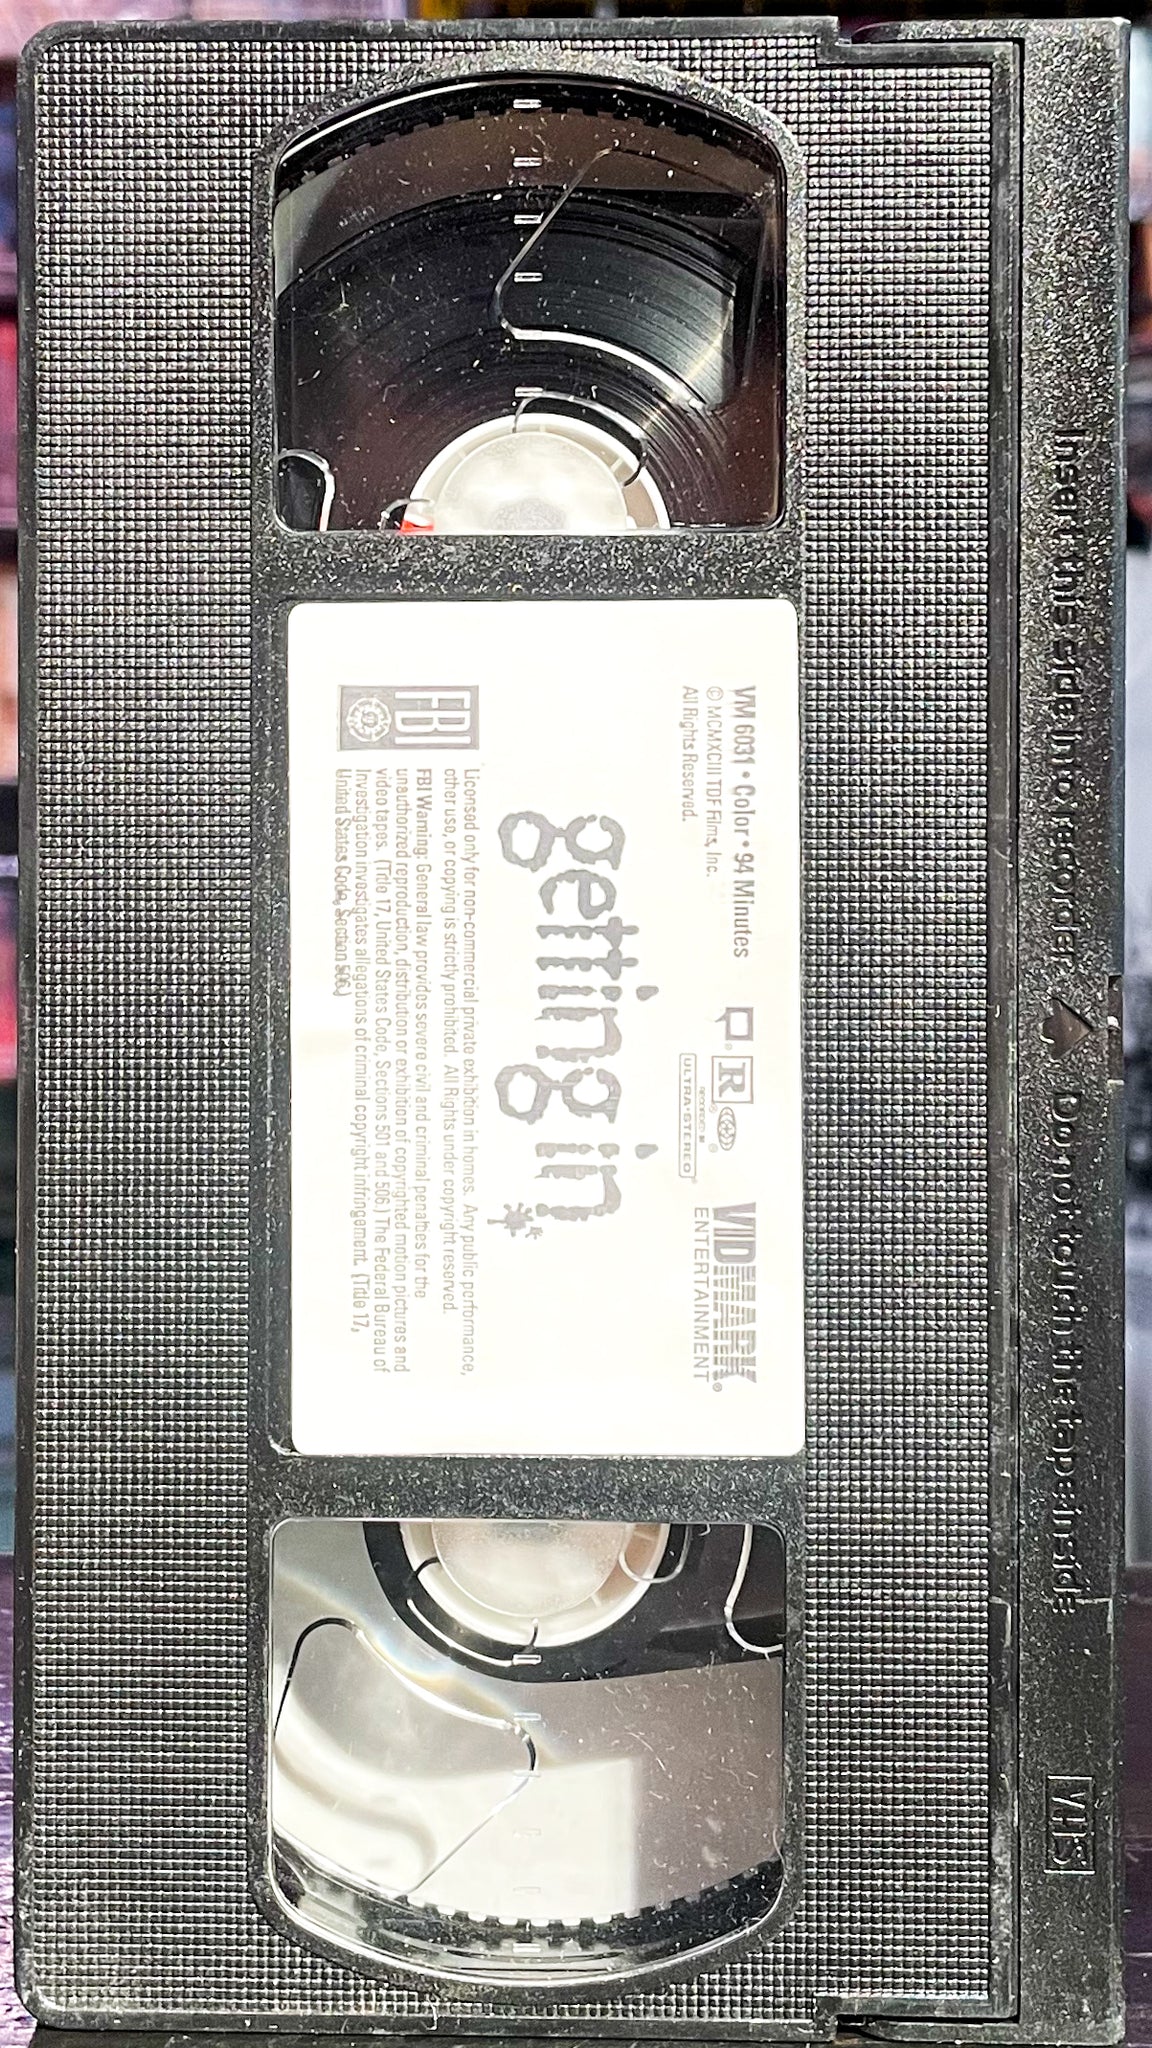 Insert this side into recorder Do not touch the tape inside
VHS
VM 6031 • Color • 94 Minutes
© MCMXCIII TDF Films, Inc.
All Rights Reserved.
R
ULTRA•STEREO®
VIDMARK®
ENTERTAINMENT
getting in
FBI
Licensed only for non-commercial private exhibition in homes. Any public performance,
other use, or copying is strictly prohibited. All Rights under copyright reserved.
FBI Warning: General law provides severe civil and criminal penalties for the
unauthorized reproduction, distribution or exhibition of copyrighted motion pictures and
video tapes. (Title 17, United States Code, Sections 501 and 506.) The Federal Bureau of
Investigation investigates allegations of criminal copyright infringement. (Title 17,
United States Code, Section 506.)